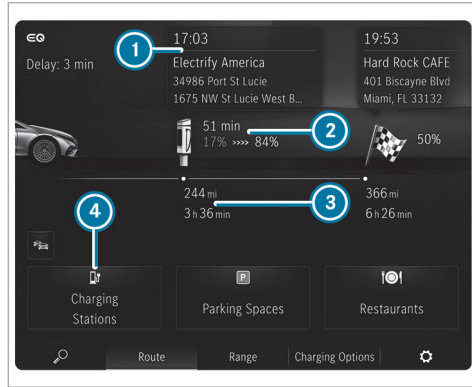 EQ
Delay: 3 min
1
17:03
Electrify America
34986 Port St Lucie
1675 NW St Lucie West B...
19:53
Hard Rock CAFE
401 Biscayne Blvd
Miami, FL 33132
51 min
17% »»» 84%
2
50%
244 mi
3 h 36 min
3
366 mi
6 h 26 min
4
Charging
Stations
P
Parking Spaces
Restaurants
Route
Range
Charging Options